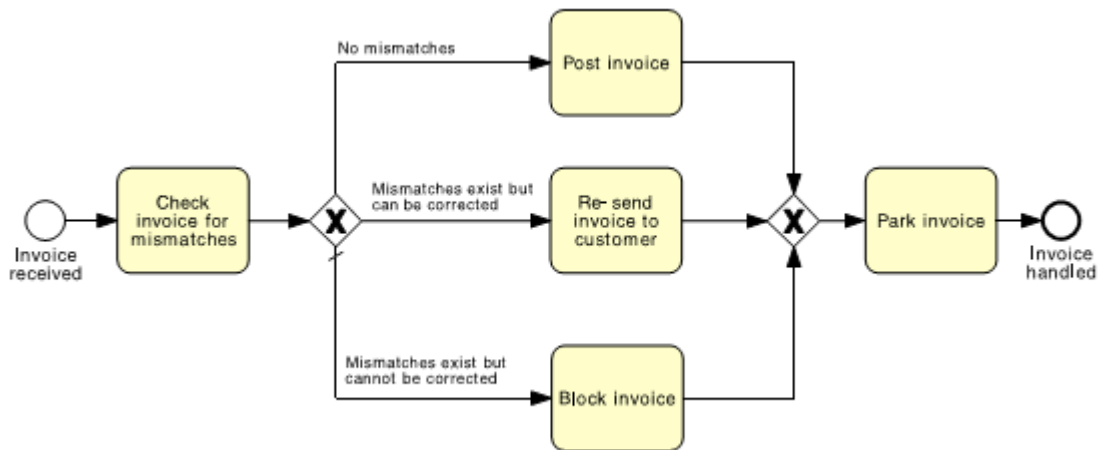 No mismatches
Post invoice
Invoice
received
Check
invoice for
mismatches
X
Mismatches exist but
can be corrected
Re- send
invoice to
customer
X
Park invoice
Invoice
handled
Mismatches exist but
cannot be corrected
Block invoice